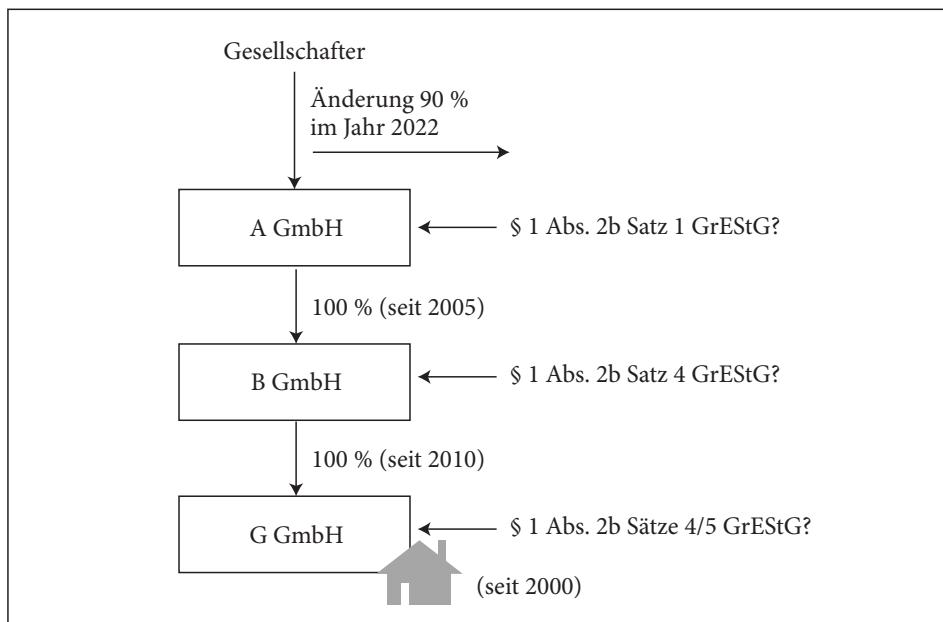 Gesellschafter
Änderung 90 %
im Jahr 2022
A GmbH
§ 1 Abs. 2b Satz 1 GrEStG?
100 % (seit 2005)
B GmbH
§ 1 Abs. 2b Satz 4 GrEStG?
100 % (seit 2010)
G GmbH
§ 1 Abs. 2b Sätze 4/5 GrEStG?
(seit 2000)